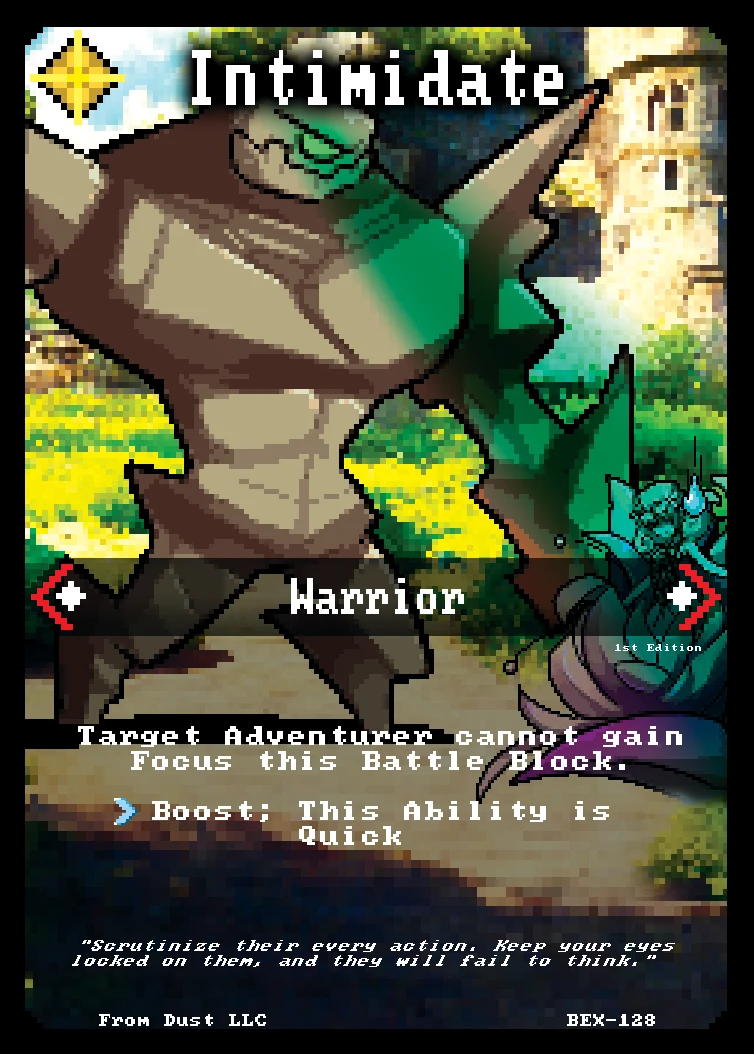 Intimidate
Warrior
1st Edition
Target Adventurer cannot gain
Focus this Battle Block.
Boost; This Ability is
Quick
"Scrutinize their every action. Keep your eyes
locked on them, and they will fail to think."
From Dust LLC
BEX-128